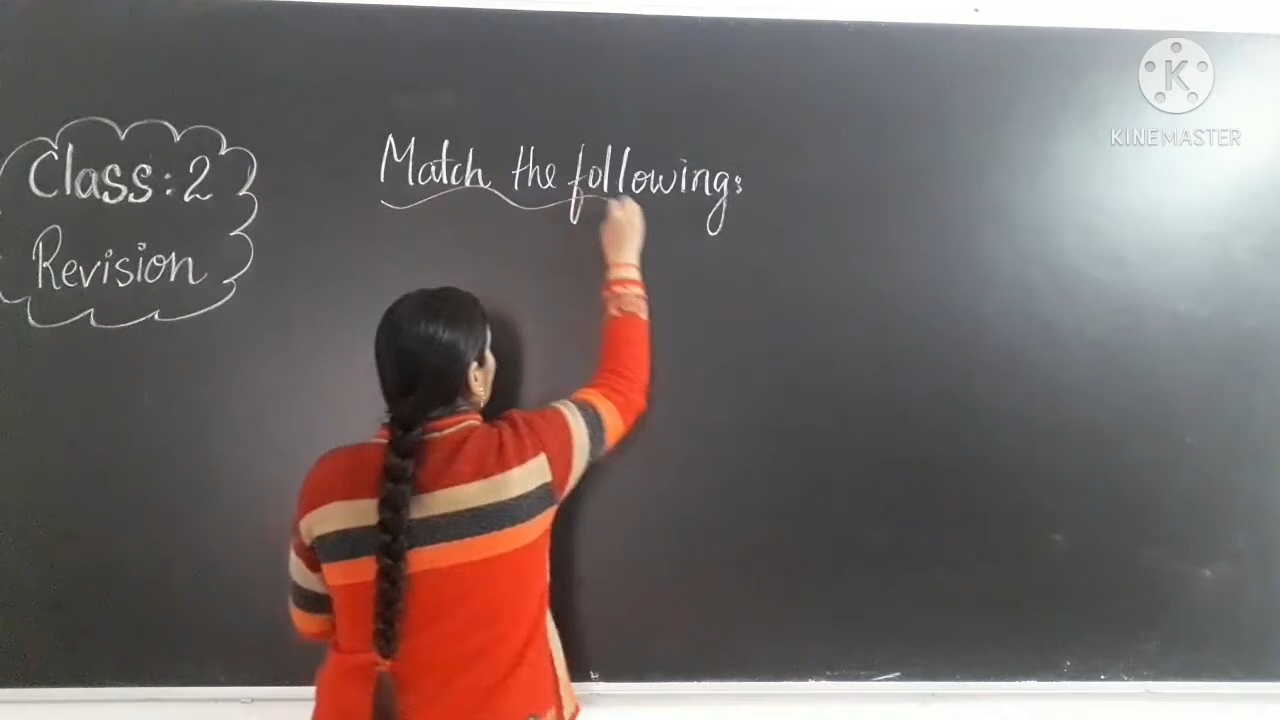 Class: 2
Revision
Match the following:
K
KINEMASTER